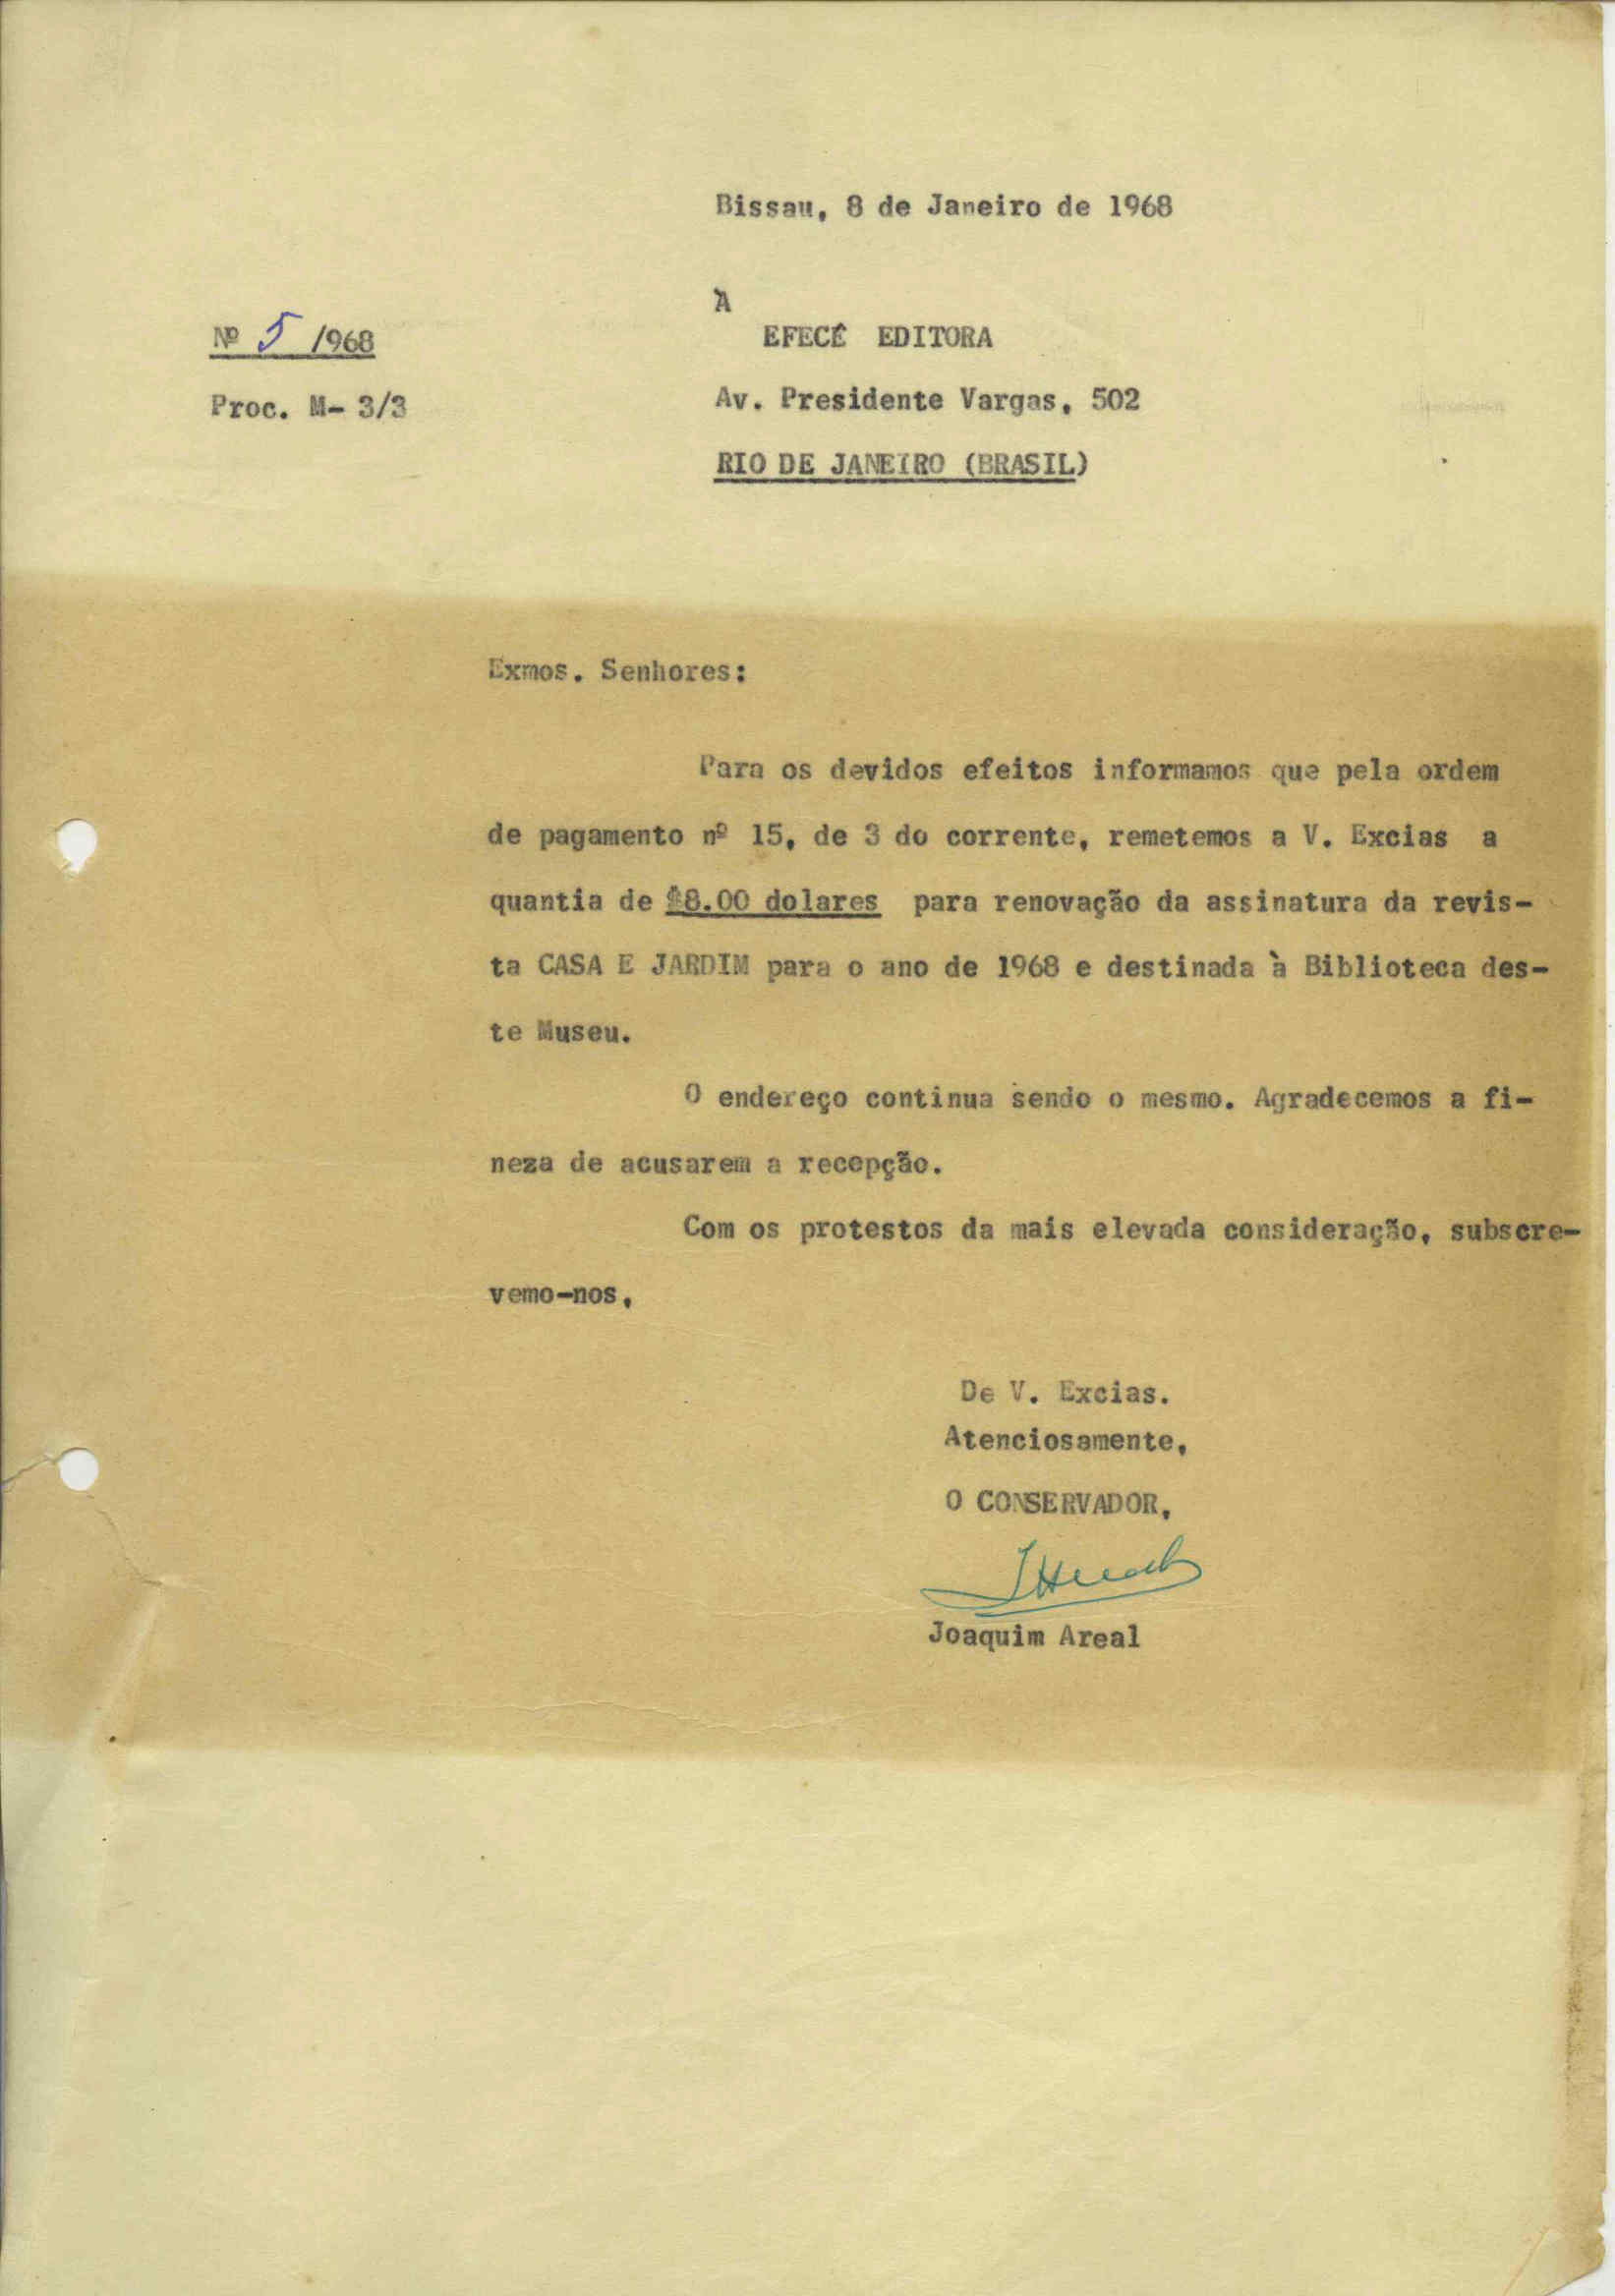 Bissau, 8 de Janeiro de 1968
À
Nº 5 /1968
EFECÊ EDITORA
Proc. M- 3/3
Av. Presidente Vargas, 502
RIO DE JANEIRO (BRASIL)
Exmos. Senhores:
Para os devidos efeitos informamos que pela ordem
de pagamento nº 15, de 3 do corrente, remetemos a V. Excias a
quantia de $8.00 dolares para renovação da assinatura da revis-
ta CASA E JARDIM para o ano de 1968 e destinada à Biblioteca des-
te Museu.
O endereço continua sendo o mesmo. Agradecemos a fi-
neza de acusarem a recepção.
Com os protestos da mais elevada consideração, subscre-
vemo-nos,
De V. Excias.
Atenciosamente,
O CONSERVADOR,
Joaquim Areal